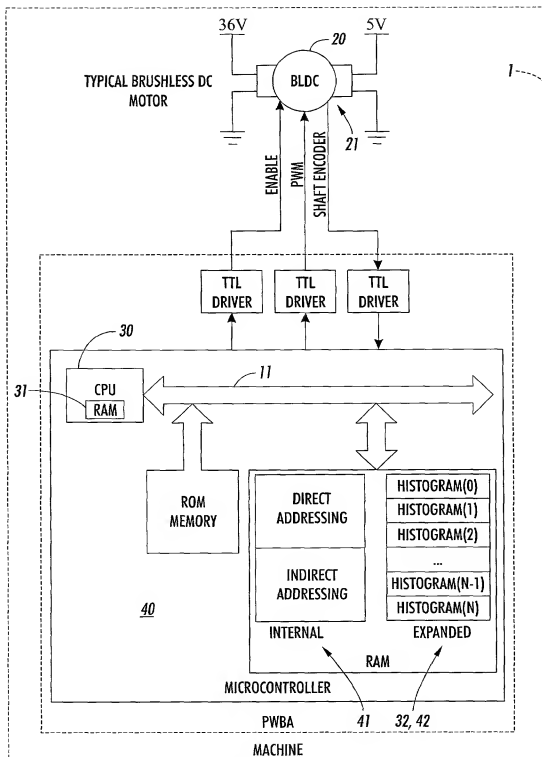 36V
20
5V
1
TYPICAL BRUSHLESS DC
MOTOR
BLDC
21
ENABLE
PWM
SHAFT ENCODER
TTL
DRIVER
TTL
DRIVER
TTL
DRIVER
30
31
CPU
RAM
11
ROM
MEMORY
DIRECT
ADDRESSING
INDIRECT
ADDRESSING
HISTOGRAM(0)
HISTOGRAM(1)
HISTOGRAM(2)
...
HISTOGRAM(N-1)
HISTOGRAM(N)
40
INTERNAL
EXPANDED
RAM
MICROCONTROLLER
41
32, 42
PWBA
MACHINE